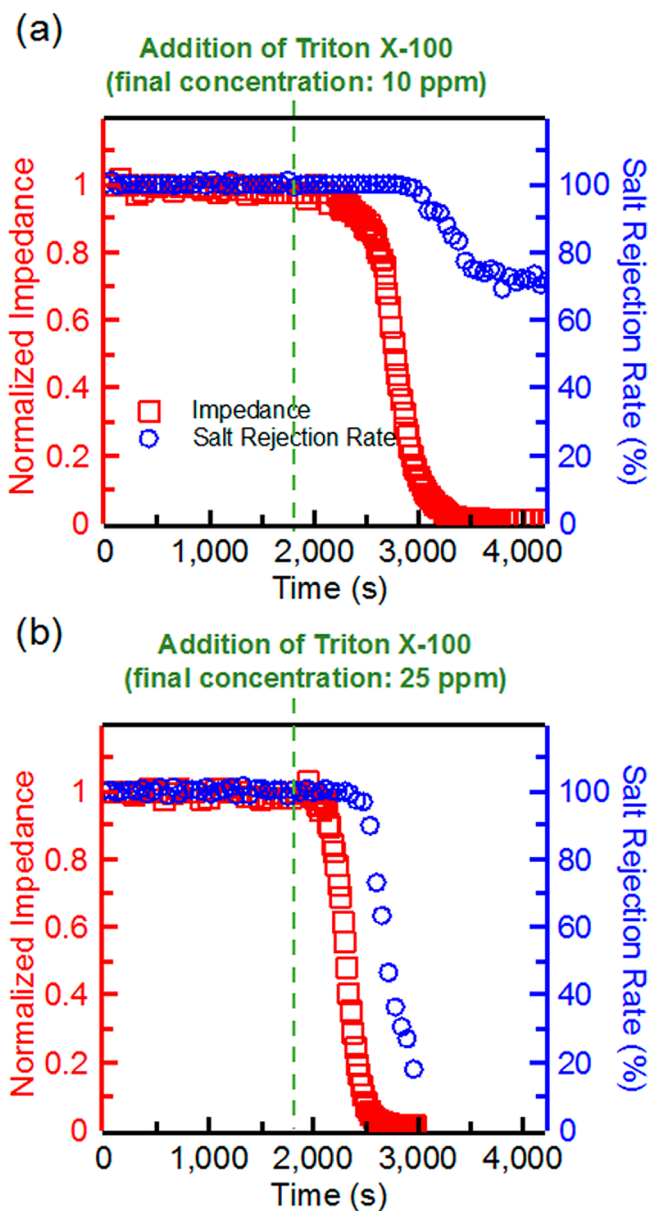 (a)
Addition of Triton X-100
(final concentration: 10 ppm)
Normalized Impedance
1
0.8
0.6
0.4
0.2
0
Impedance
Salt Rejection Rate
100
80
60
40
20
0
Salt Rejection Rate (%)
0 1,000 2,000 3,000 4,000
Time (s)
(b)
Addition of Triton X-100
(final concentration: 25 ppm)
Normalized Impedance
1
0.8
0.6
0.4
0.2
0
100
80
60
40
20
0
Salt Rejection Rate (%)
0 1,000 2,000 3,000 4,000
Time (s)